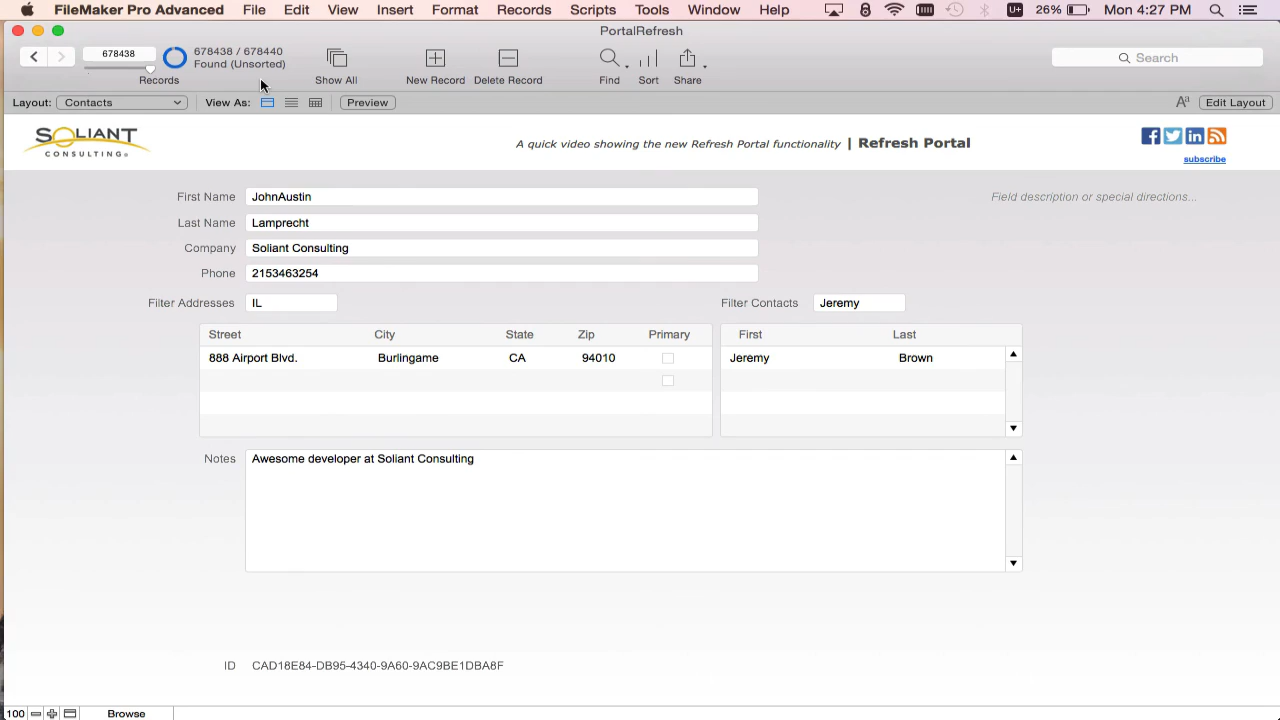 FileMaker Pro Advanced File Edit View Insert Format Records Scripts Tools Window Help U+ 26% Mon 4:27 PM
PortalRefresh
678438
678438 / 678440
Found (Unsorted)
Records
Show All
New Record
Delete Record
Find
Sort
Share
Search
Layout: Contacts
View As:
Preview
Aa
Edit Layout
SOLIANT
CONSULTING
A quick video showing the new Refresh Portal functionality | Refresh Portal
subscribe
First Name JohnAustin
Field description or special directions...
Last Name Lamprecht
Company Soliant Consulting
Phone 2153463254
Filter Addresses IL
Filter Contacts Jeremy
Street City State Zip Primary
First Last
888 Airport Blvd. Burlingame CA 94010
Jeremy Brown
Notes Awesome developer at Soliant Consulting
ID CAD18E84-DB95-4340-9A60-9AC9BE1DBA8F
100 Browse